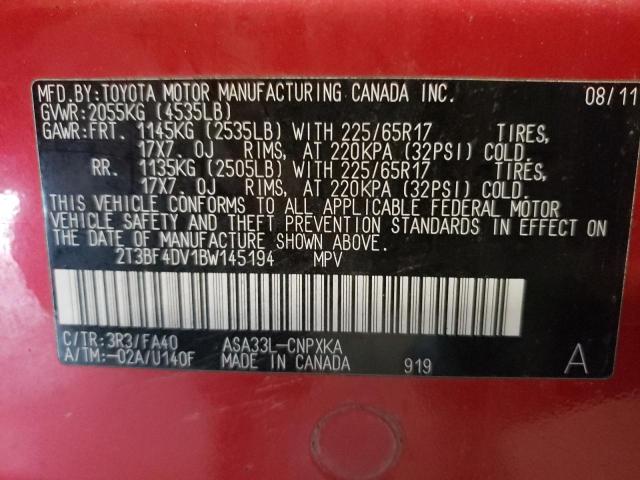 MFD.BY:TOYOTA MOTOR MANUFACTURING CANADA INC. 08/11
GVWR:2055KG (4535LB)
GAWR:FRT. 1145KG (2535LB) WITH 225/65R17 TIRES,
17X7.0J RIMS, AT 220KPA (32PSI) COLD.
RR. 1135KG (2505LB) WITH 225/65R17 TIRES,
17X7.0J RIMS, AT 220KPA (32PSI) COLD.
THIS VEHICLE CONFORMS TO ALL APPLICABLE FEDERAL MOTOR
VEHICLE SAFETY AND THEFT PREVENTION STANDARDS IN EFFECT ON
THE DATE OF MANUFACTURE SHOWN ABOVE.
2T3BF4DV1BW145194 MPV
C/TR:3R3/FA40 ASA33L-CNPXKA
A/TM:-02A/U140F MADE IN CANADA 919 A